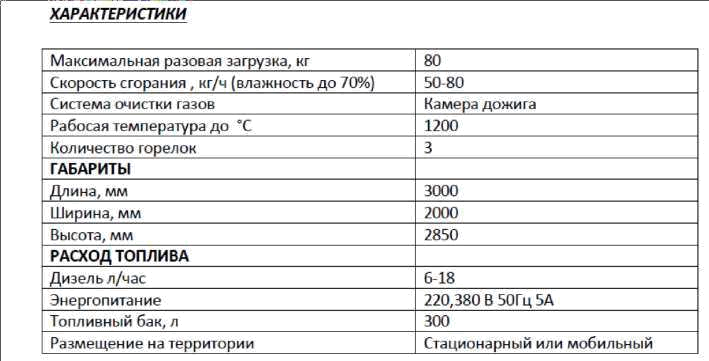 ХАРАКТЕРИСТИКИ
Максимальная разовая загрузка, кг 80
Скорость сгорания , кг/ч (влажность до 70%) 50-80
Система очистки газов Камера дожига
Рабосая температура до °С 1200
Количество горелок 3
ГАБАРИТЫ
Длина, мм 3000
Ширина, мм 2000
Высота, мм 2850
РАСХОД ТОПЛИВА
Дизель л/час 6-18
Энергопитание 220,380 В 50Гц 5А
Топливный бак, л 300
Размещение на территории Стационарный или мобильный